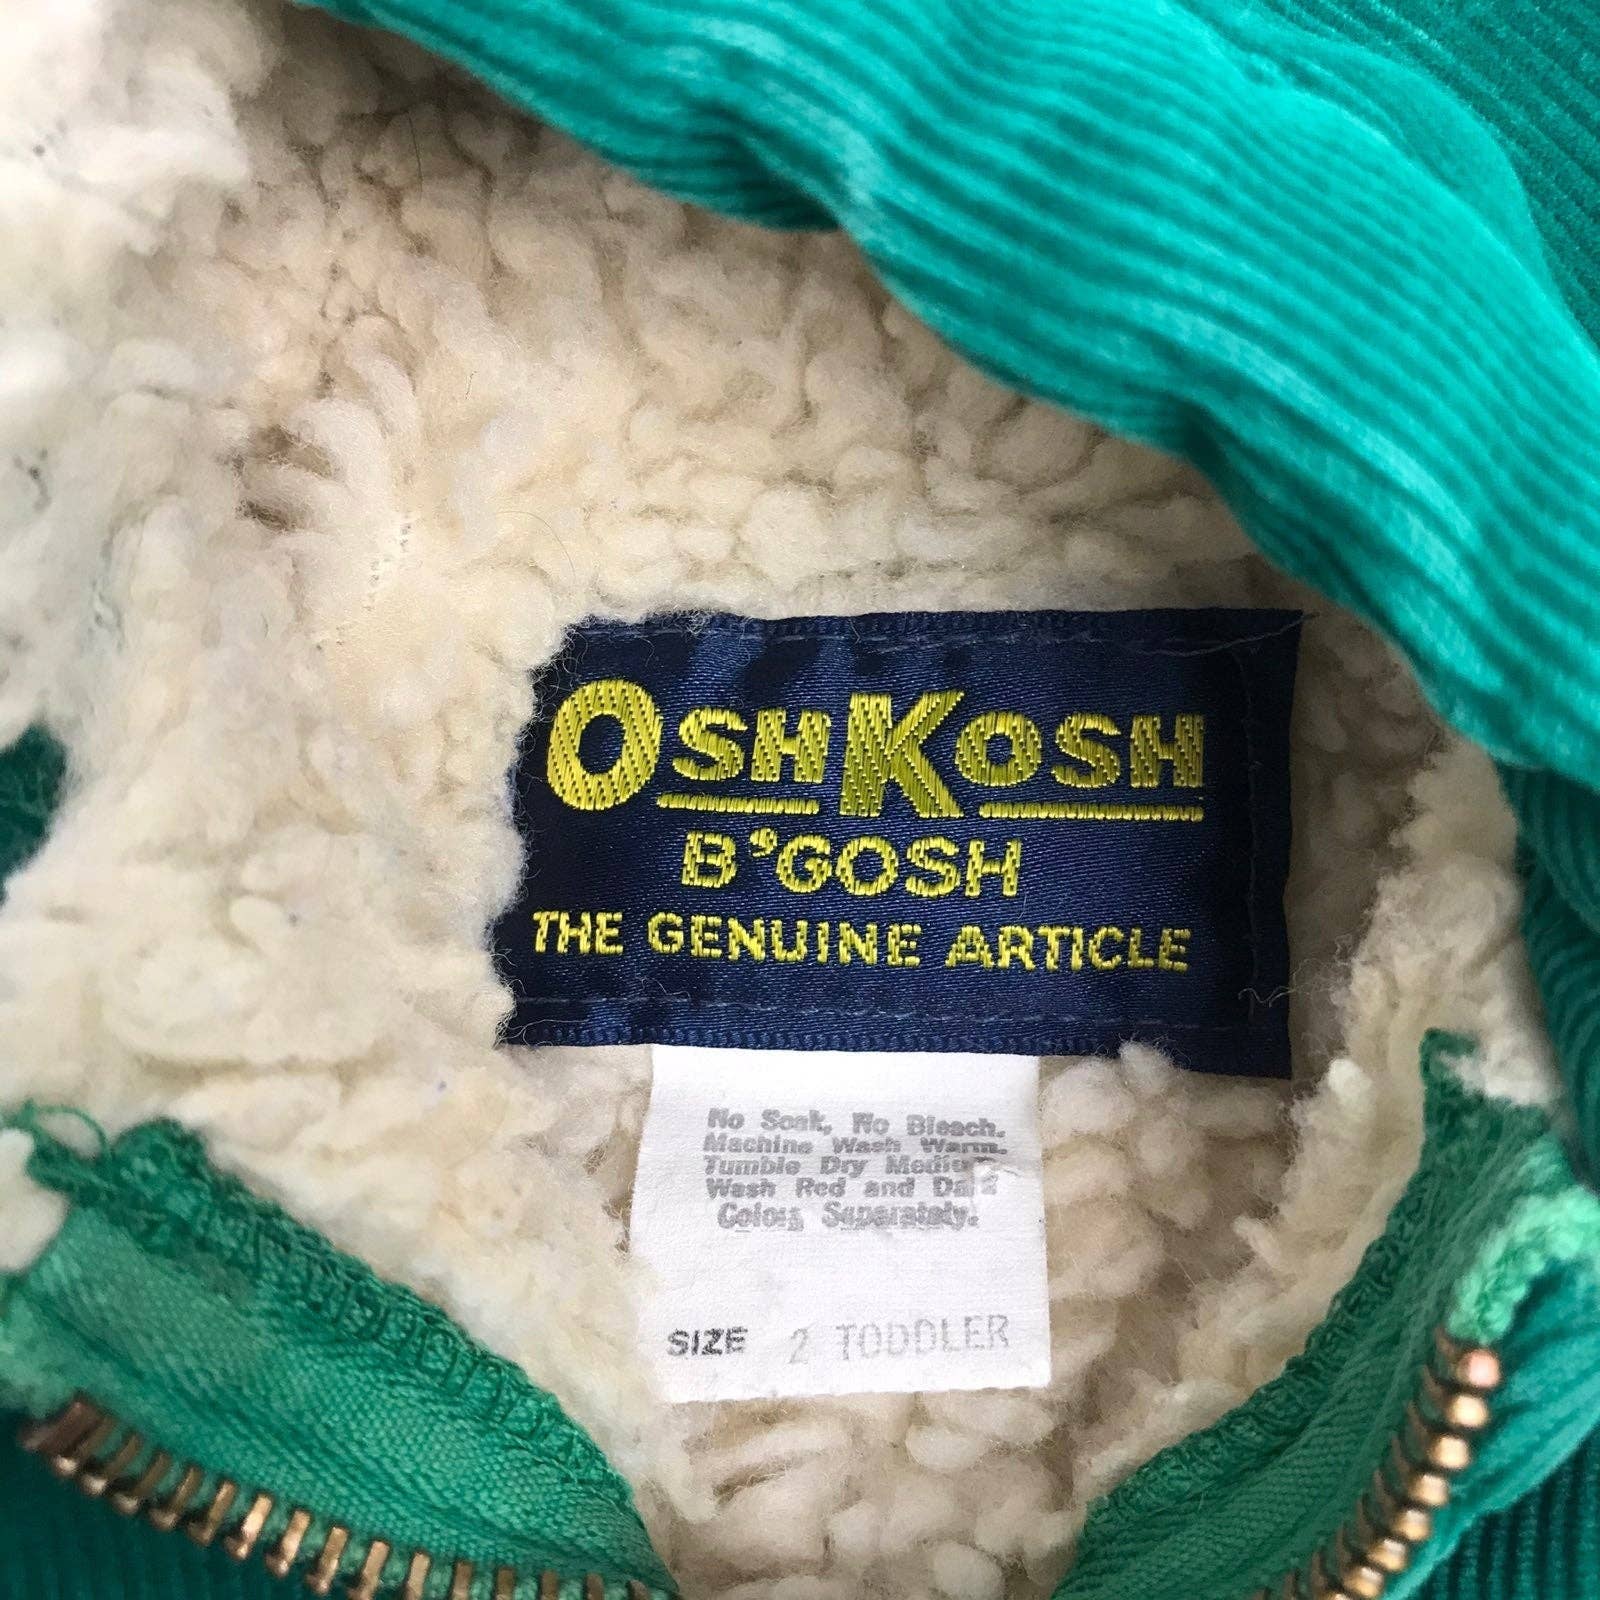 OSHKOSH
B'GOSH
THE GENUINE ARTICLE
No Soak, No Bleach.
Machine Wash Warm.
Tumble Dry Medium
Wash Red and Dark
Colors Separately.
SIZE 2 TODDLER